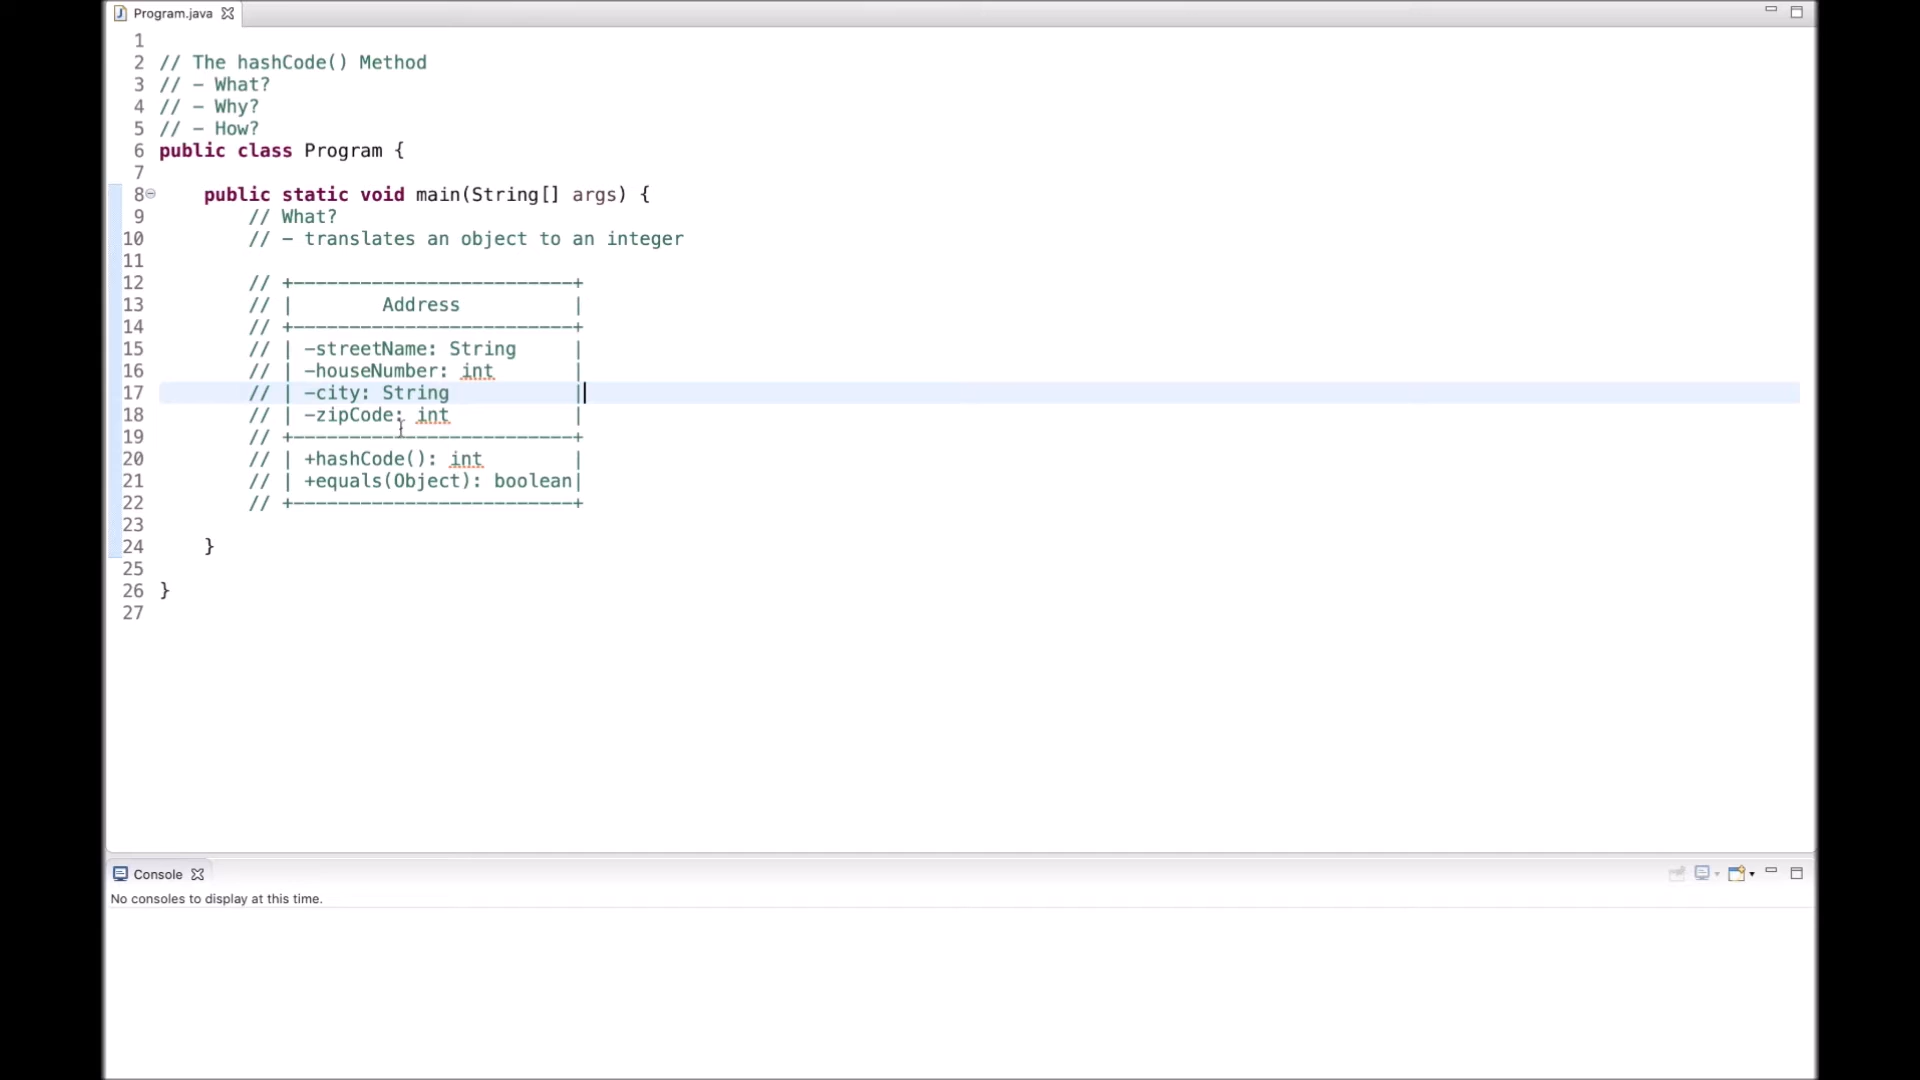 Program.java
1
2 // The hashCode() Method
3 // - What?
4 // - Why?
5 // - How?
6 public class Program {
7
8 public static void main(String[] args) {
9 // What?
10 // - translates an object to an integer
11
12 // +-------------------------+
13 // | Address |
14 // +-------------------------+
15 // | -streetName: String |
16 // | -houseNumber: int |
17 // | -city: String |
18 // | -zipCode: int |
19 // +-------------------------+
20 // | +hashCode(): int |
21 // | +equals(Object): boolean|
22 // +-------------------------+
23
24 }
25
26 }
27
Console
No consoles to display at this time.